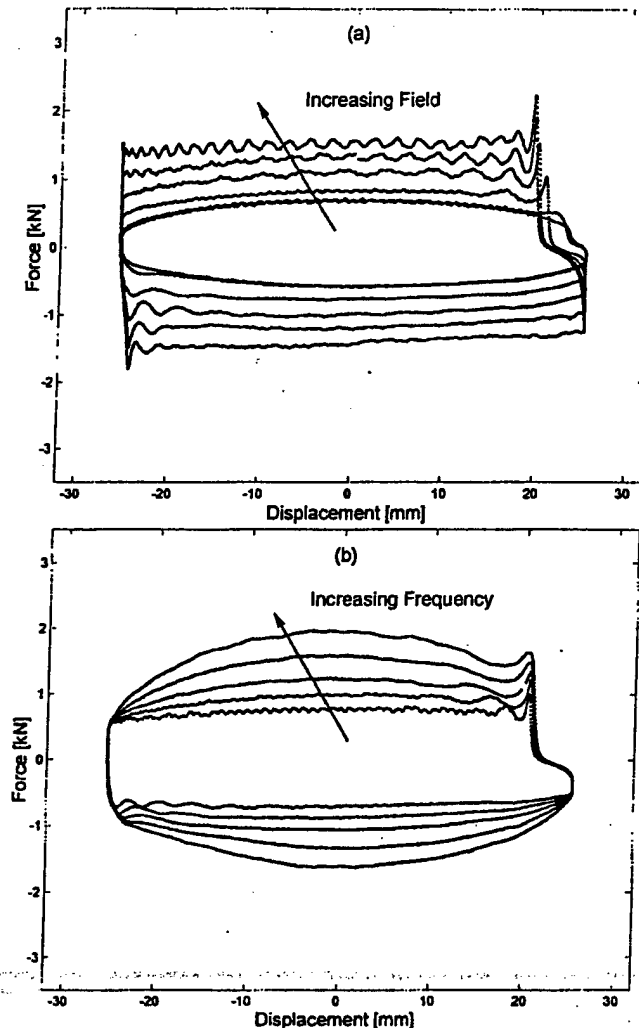 (a)
Increasing Field
3
2
1
0
-1
-2
-3
Force [kN]
-30 -20 -10 0 10 20 30
Displacement [mm]
(b)
Increasing Frequency
3
2
1
0
-1
-2
-3
Force [kN]
-30 -20 -10 0 10 20 30
Displacement [mm]